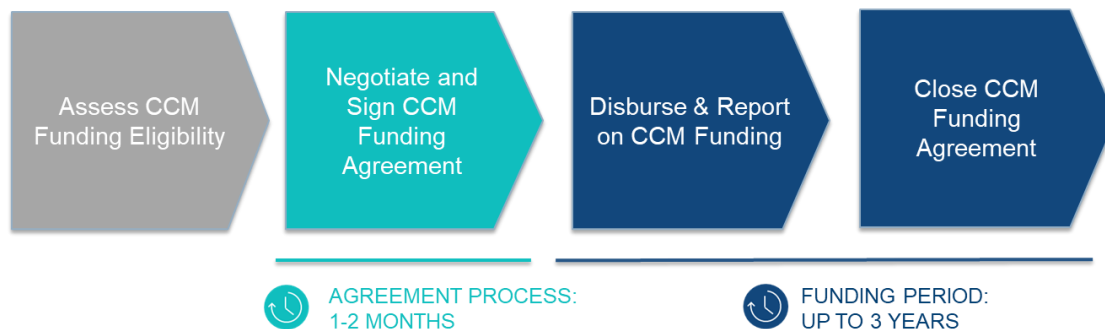 Assess CCM
Funding Eligibility
Negotiate and
Sign CCM
Funding
Agreement
Disburse & Report
on CCM Funding
Close CCM
Funding
Agreement
AGREEMENT PROCESS:
1-2 MONTHS
FUNDING PERIOD:
UP TO 3 YEARS